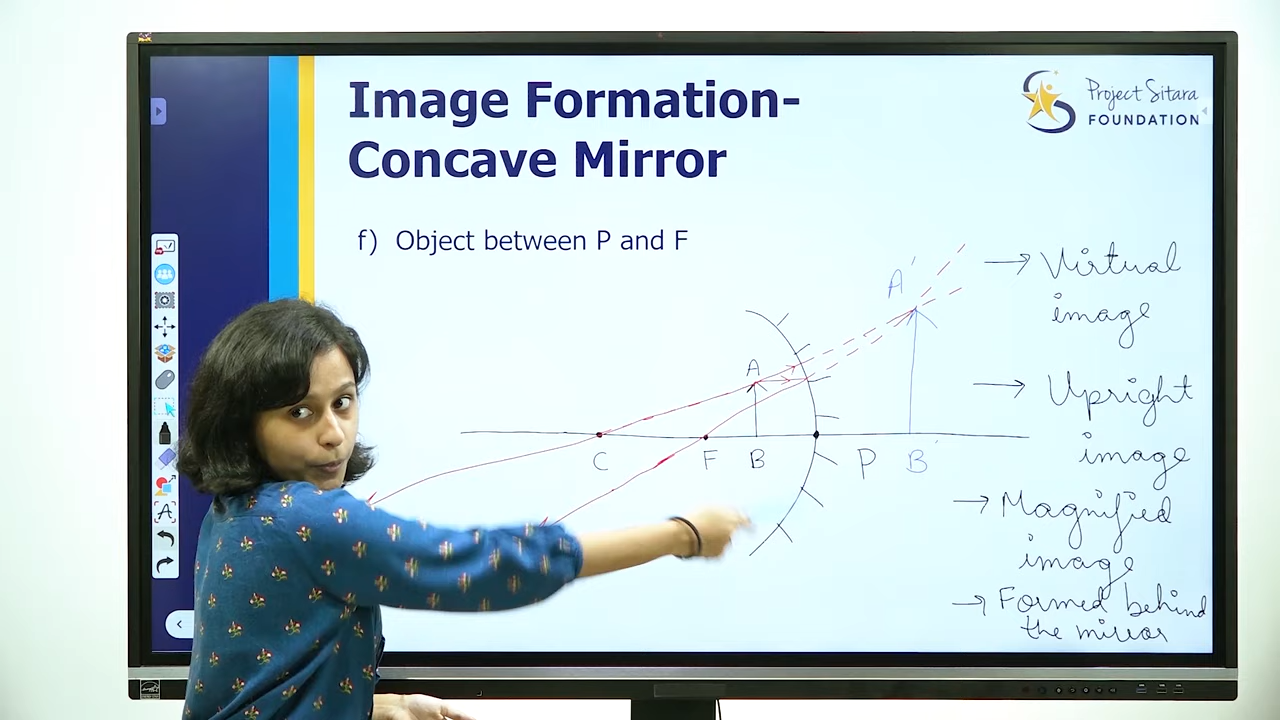 Image Formation-
Concave Mirror
Project Sitara
FOUNDATION
f) Object between P and F
A'
A
C
F
B
P
B'
→ Virtual
image
→ Upright
image
→ Magnified
image
→ Formed behind
the mirror